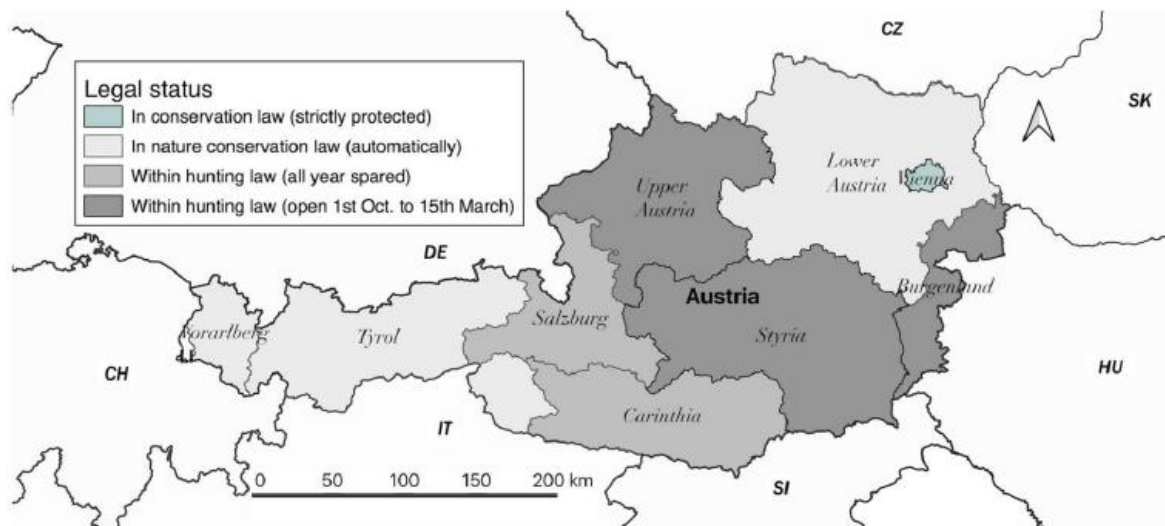 CZ
SK
Legal status
In conservation law (strictly protected)
In nature conservation law (automatically)
Within hunting law (all year spared)
Within hunting law (open 1st Oct. to 15th March)
Lower
Austria
Vienna
Upper
Austria
DE
Burgenland
Austria
Vorarlberg
Tyrol
Salzburg
Styria
LI
CH
HU
Carinthia
IT
0 50 100 150 200 km
SI